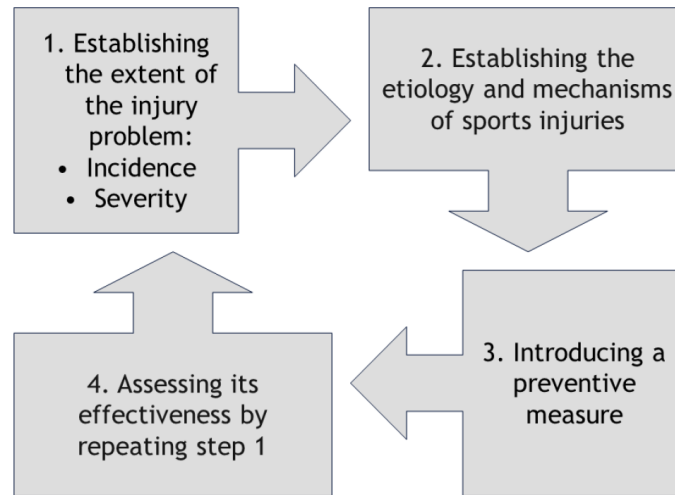 1. Establishing
the extent of
the injury
problem:
• Incidence
• Severity
2. Establishing the
etiology and mechanisms
of sports injuries
3. Introducing a
preventive
measure
4. Assessing its
effectiveness by
repeating step 1